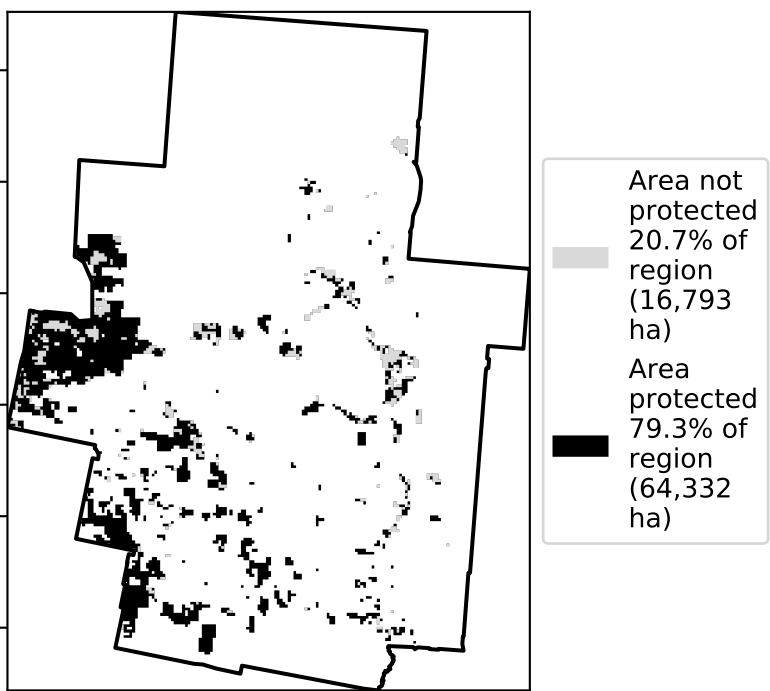 Area not
protected
20.7% of
region
(16,793
ha)
Area
protected
79.3% of
region
(64,332
ha)